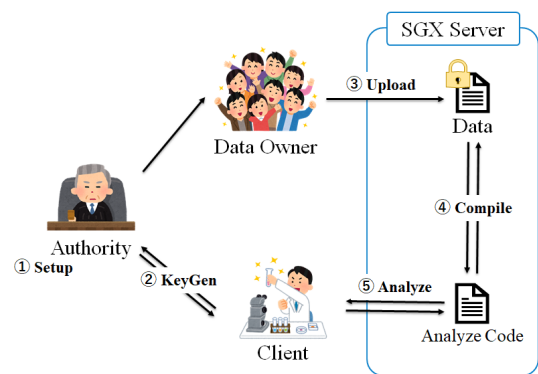 SGX Server
③ Upload
Data
Data Owner
④ Compile
Authority
① Setup
② KeyGen
⑤ Analyze
Client
Analyze Code